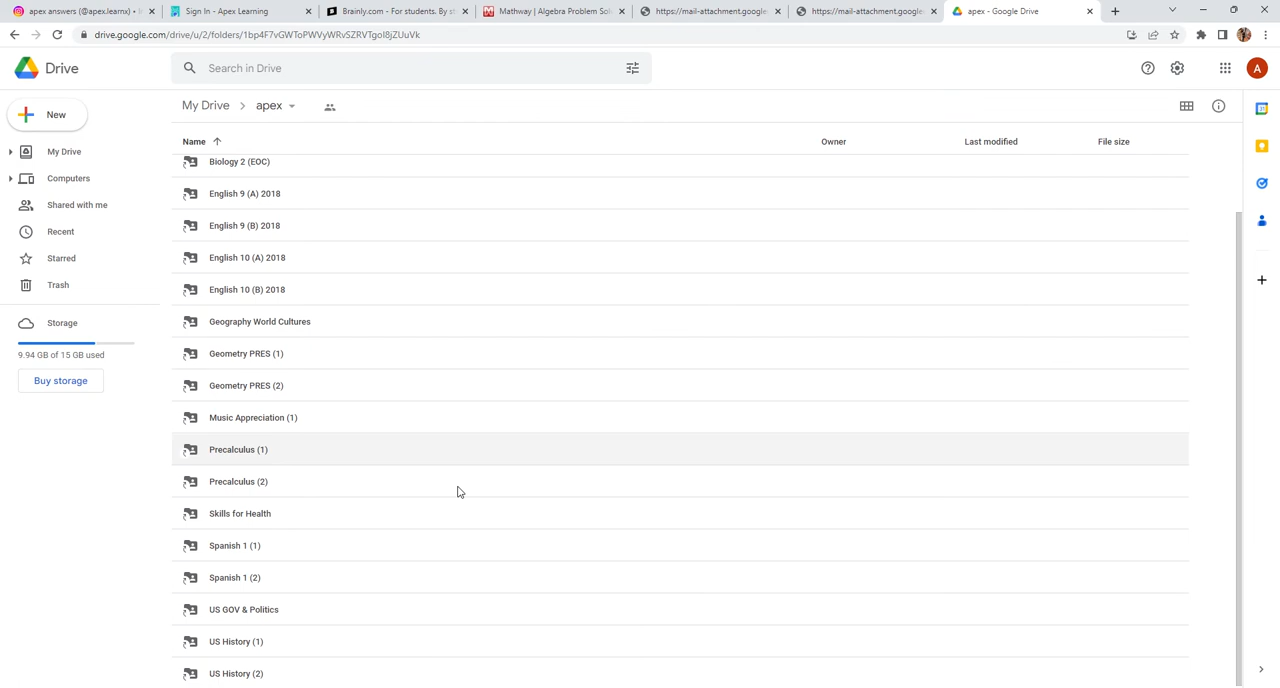 apex answers (@apex.learnx) •
Sign In - Apex Learning
Brainly.com - For students. By st
Mathway | Algebra Problem Sol
https://mail-attachment.google
https://mail-attachment.google
apex - Google Drive
drive.google.com/drive/u/2/folders/1bp4F7vGWToPWVyWRvSZRVTgoI8jZUuVk
Drive
Search in Drive
A
New
My Drive > apex
My Drive
Computers
Shared with me
Recent
Starred
Trash
Storage
9.94 GB of 15 GB used
Buy storage
Name
Owner
Last modified
File size
Biology 2 (EOC)
English 9 (A) 2018
English 9 (B) 2018
English 10 (A) 2018
English 10 (B) 2018
Geography World Cultures
Geometry PRES (1)
Geometry PRES (2)
Music Appreciation (1)
Precalculus (1)
Precalculus (2)
Skills for Health
Spanish 1 (1)
Spanish 1 (2)
US GOV & Politics
US History (1)
US History (2)